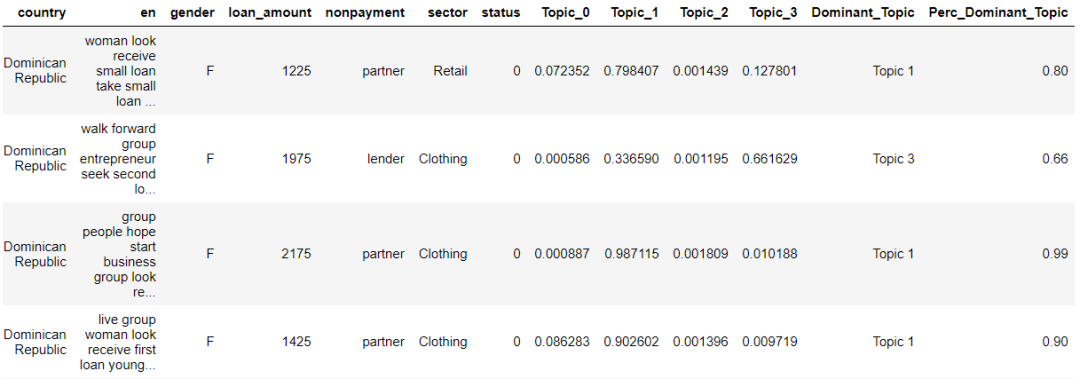 country en gender loan_amount nonpayment sector status Topic_0 Topic_1 Topic_2 Topic_3 Dominant_Topic Perc_Dominant_Topic
woman look
receive
small loan
take small
loan ...
Dominican
Republic
F 1225 partner Retail 0 0.072352 0.798407 0.001439 0.127801 Topic 1 0.80
walk forward
group
entrepreneur
seek second
lo...
Dominican
Republic
F 1975 lender Clothing 0 0.000586 0.336590 0.001195 0.661629 Topic 3 0.66
group
people hope
start
business
group look
re...
Dominican
Republic
F 2175 partner Clothing 0 0.000887 0.987115 0.001809 0.010188 Topic 1 0.99
live group
woman look
receive first
loan young...
Dominican
Republic
F 1425 partner Clothing 0 0.086283 0.902602 0.001396 0.009719 Topic 1 0.90